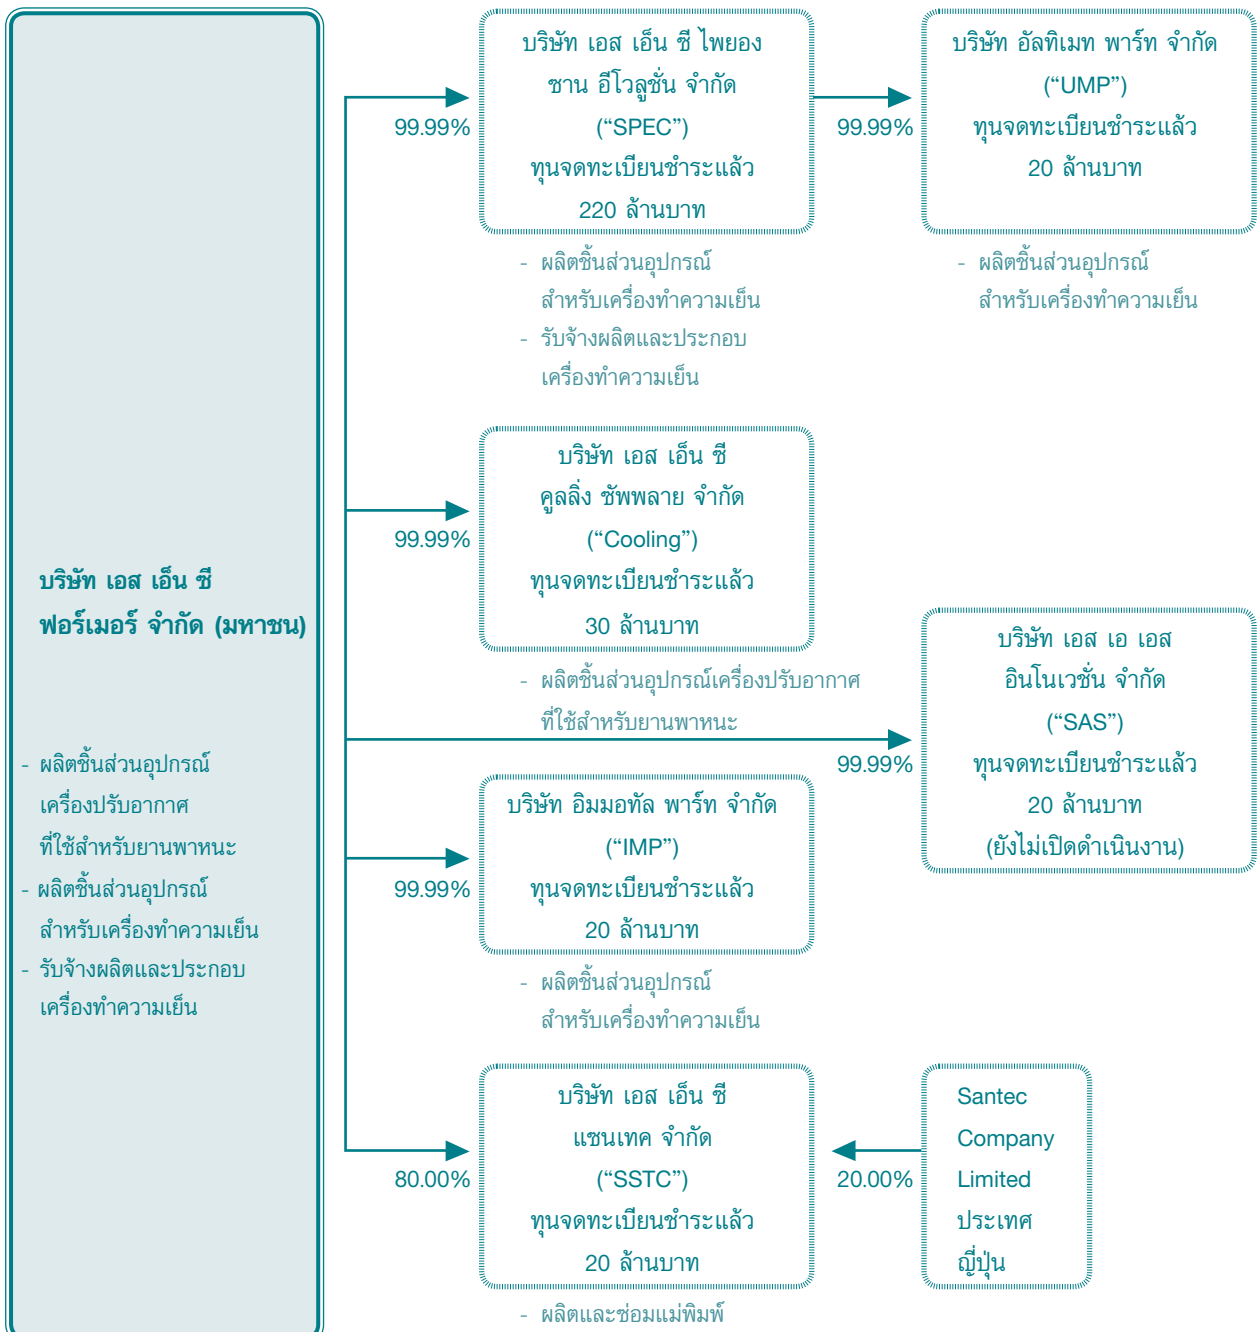 บริษัท เอส เอ็น ซี
ฟอร์เมอร์ จำกัด (มหาชน)
- ผลิตชิ้นส่วนอุปกรณ์
เครื่องปรับอากาศ
ที่ใช้สำหรับยานพาหนะ
- ผลิตชิ้นส่วนอุปกรณ์
สำหรับเครื่องทำความเย็น
- รับจ้างผลิตและประกอบ
เครื่องทำความเย็น
99.99%
บริษัท เอส เอ็น ซี ไพยอง
ซาน อีโวลูชั่น จำกัด
(“SPEC”)
ทุนจดทะเบียนชำระแล้ว
220 ล้านบาท
- ผลิตชิ้นส่วนอุปกรณ์
สำหรับเครื่องทำความเย็น
- รับจ้างผลิตและประกอบ
เครื่องทำความเย็น
99.99%
บริษัท อัลทิเมท พาร์ท จำกัด
(“UMP”)
ทุนจดทะเบียนชำระแล้ว
20 ล้านบาท
- ผลิตชิ้นส่วนอุปกรณ์
สำหรับเครื่องทำความเย็น
99.99%
บริษัท เอส เอ็น ซี
คูลลิ่ง ซัพพลาย จำกัด
(“Cooling”)
ทุนจดทะเบียนชำระแล้ว
30 ล้านบาท
- ผลิตชิ้นส่วนอุปกรณ์เครื่องปรับอากาศ
ที่ใช้สำหรับยานพาหนะ
99.99%
บริษัท เอส เอ เอส
อินโนเวชั่น จำกัด
(“SAS”)
ทุนจดทะเบียนชำระแล้ว
20 ล้านบาท
(ยังไม่เปิดดำเนินงาน)
99.99%
บริษัท อิมมอทัล พาร์ท จำกัด
(“IMP”)
ทุนจดทะเบียนชำระแล้ว
20 ล้านบาท
- ผลิตชิ้นส่วนอุปกรณ์
สำหรับเครื่องทำความเย็น
80.00%
บริษัท เอส เอ็น ซี
แซนเทค จำกัด
(“SSTC”)
ทุนจดทะเบียนชำระแล้ว
20 ล้านบาท
- ผลิตและซ่อมแม่พิมพ์
20.00%
Santec
Company
Limited
ประเทศ
ญี่ปุ่น